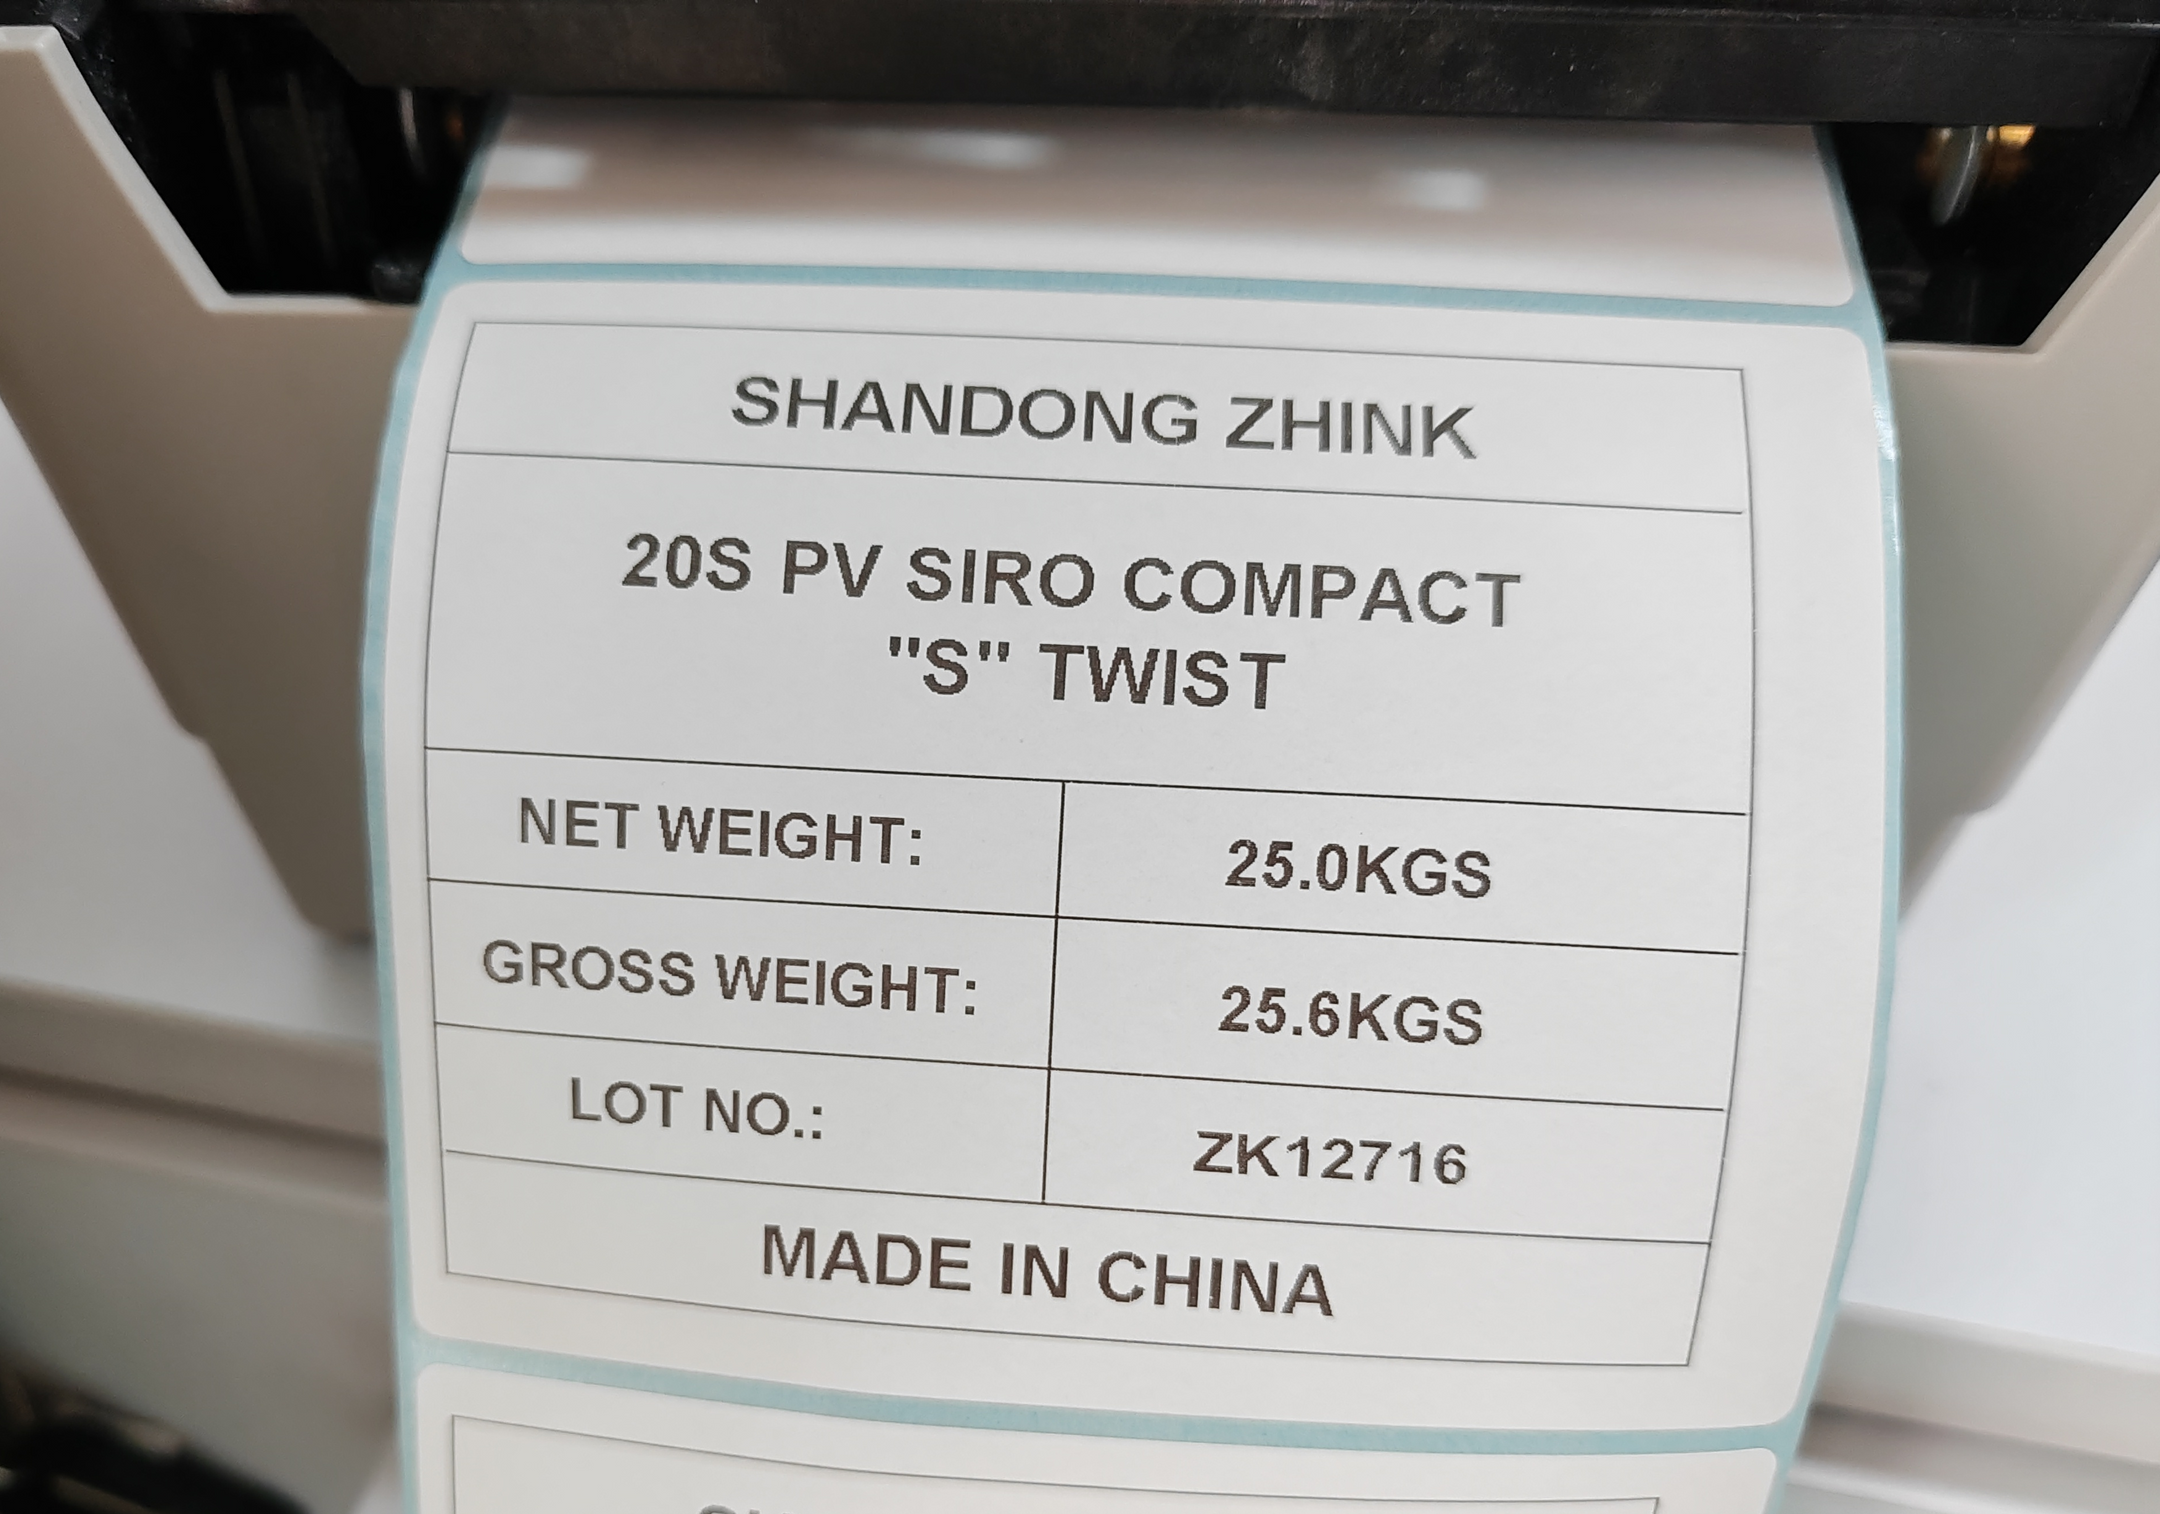 SHANDONG ZHINK
20S PV SIRO COMPACT
"S" TWIST
NET WEIGHT: 25.0KGS
GROSS WEIGHT: 25.6KGS
LOT NO.: ZK12716
MADE IN CHINA